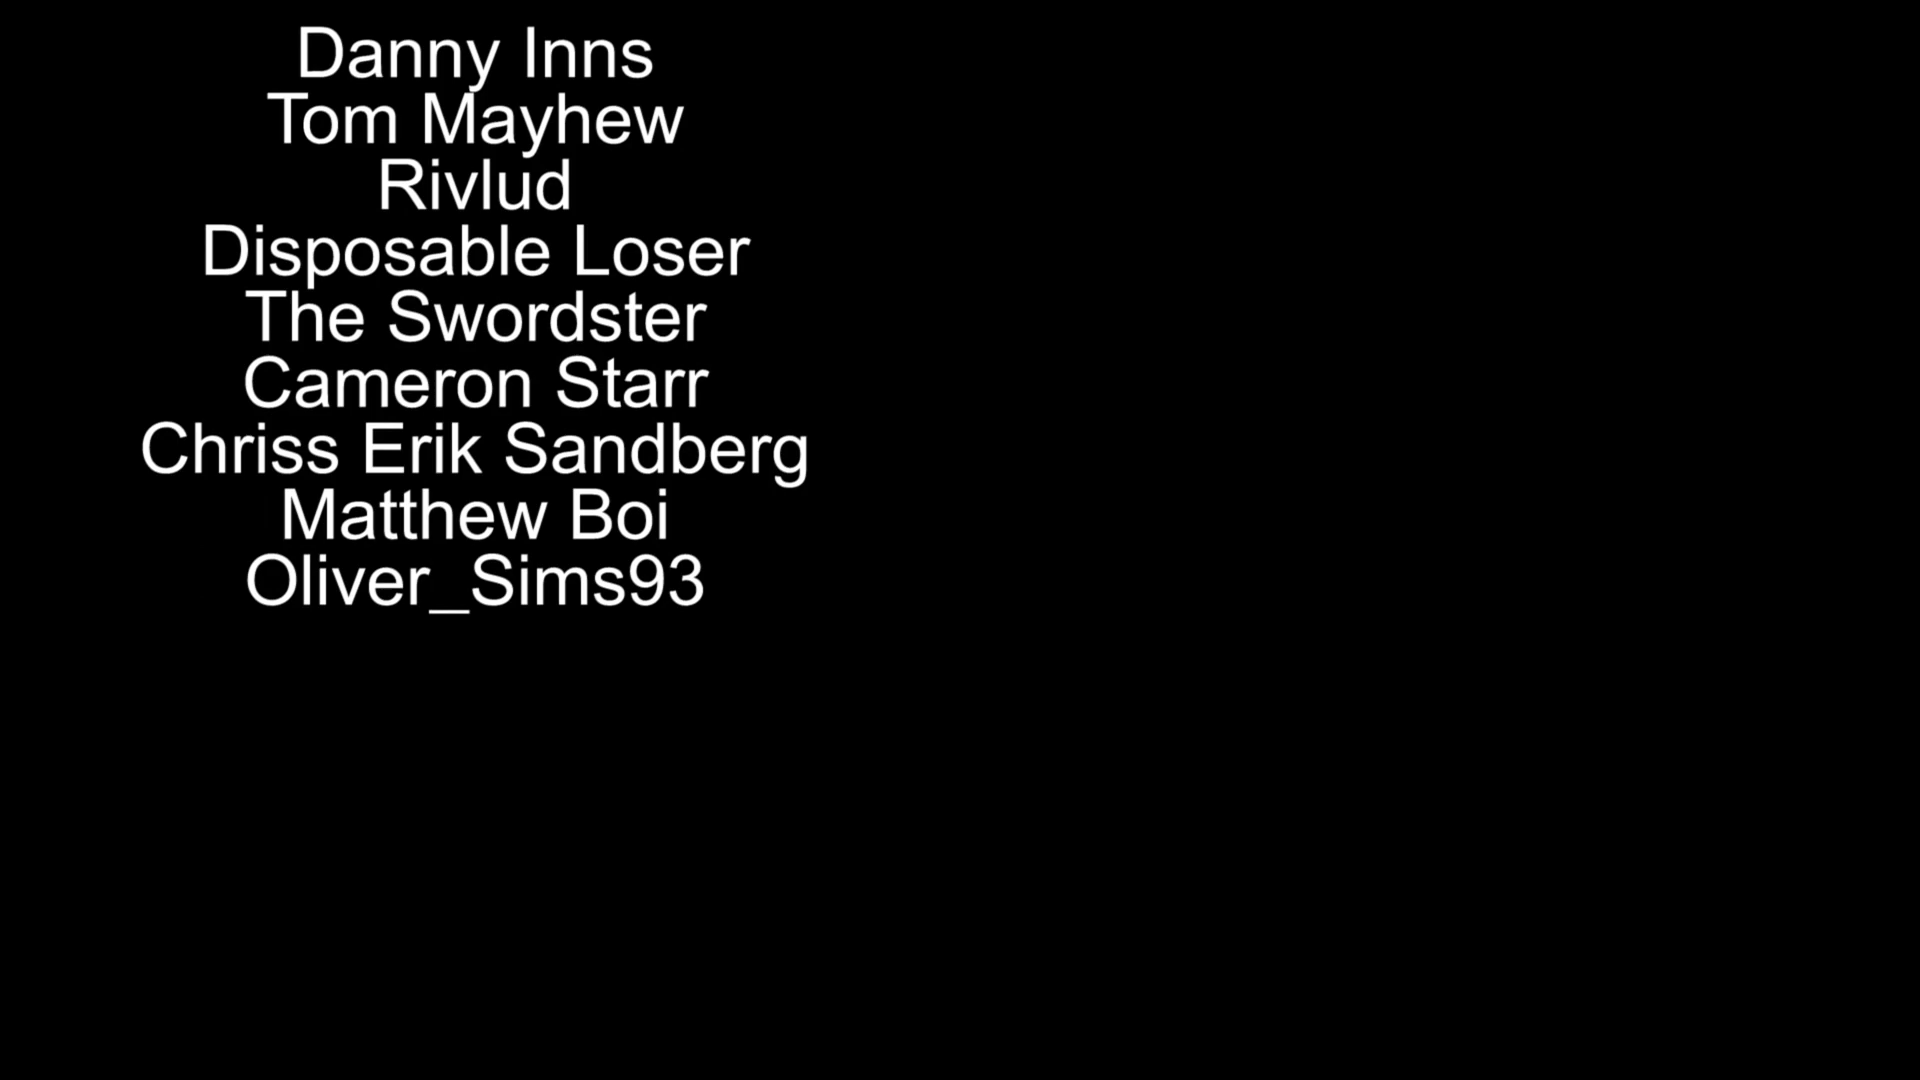 Danny Inns
Tom Mayhew
Rivlud
Disposable Loser
The Swordster
Cameron Starr
Chriss Erik Sandberg
Matthew Boi
Oliver_Sims93